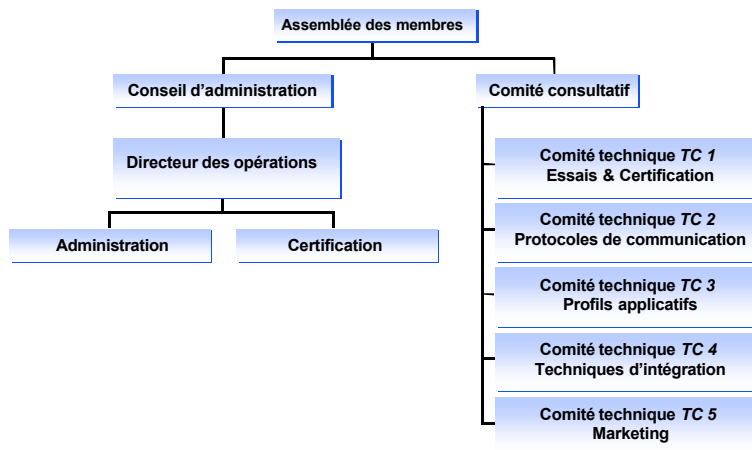 Assemblée des membres
Conseil d’administration
Comité consultatif
Directeur des opérations
Administration
Certification
Comité technique TC 1
Essais & Certification
Comité technique TC 2
Protocoles de communication
Comité technique TC 3
Profils applicatifs
Comité technique TC 4
Techniques d’intégration
Comité technique TC 5
Marketing